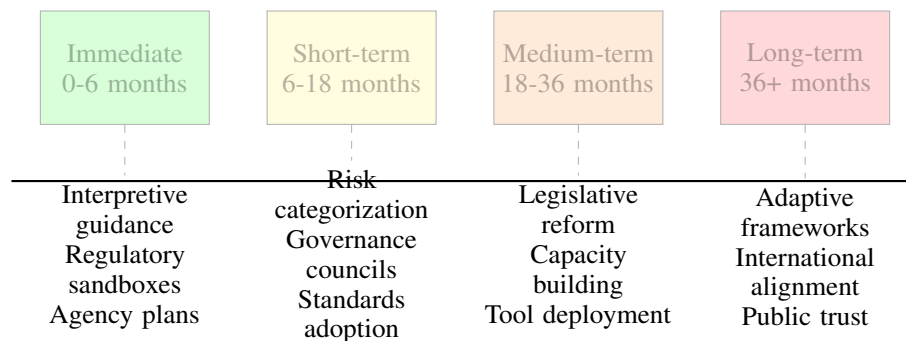 Immediate
0-6 months
Short-term
6-18 months
Medium-term
18-36 months
Long-term
36+ months
Interpretive
guidance
Regulatory
sandboxes
Agency plans
Risk
categorization
Governance
councils
Standards
adoption
Legislative
reform
Capacity
building
Tool deployment
Adaptive
frameworks
International
alignment
Public trust